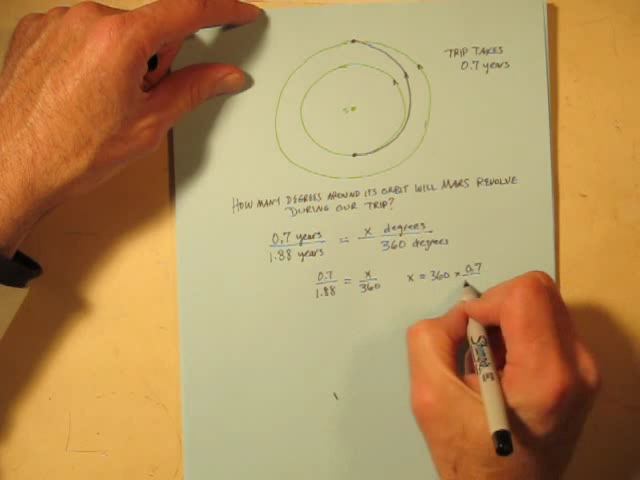 TRIP TAKES
0.7 years
HOW MANY DEGREES AROUND ITS ORBIT WILL MARS REVOLVE
DURING OUR TRIP?
0.7 years / 1.88 years = x degrees / 360 degrees
0.7 / 1.88 = x / 360
x = 360 × 0.7
Sharpie